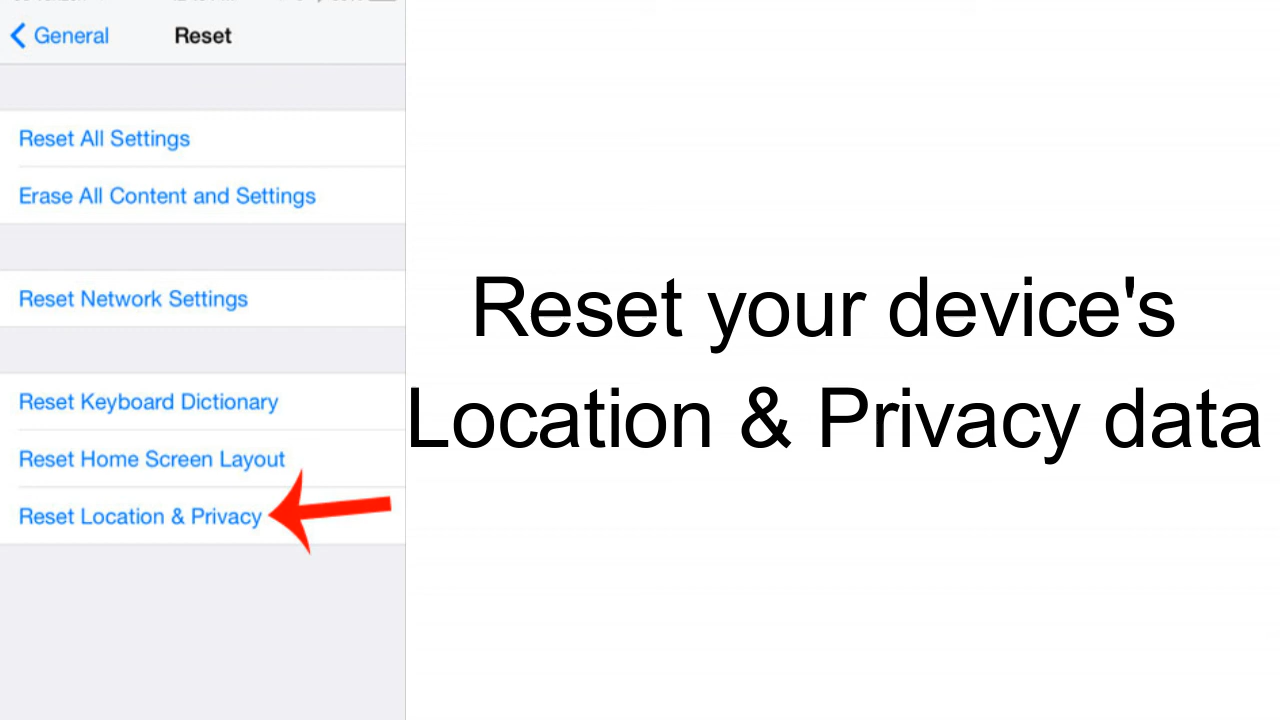 General Reset
Reset All Settings
Erase All Content and Settings
Reset Network Settings
Reset Keyboard Dictionary
Reset Home Screen Layout
Reset Location & Privacy
Reset your device's
Location & Privacy data